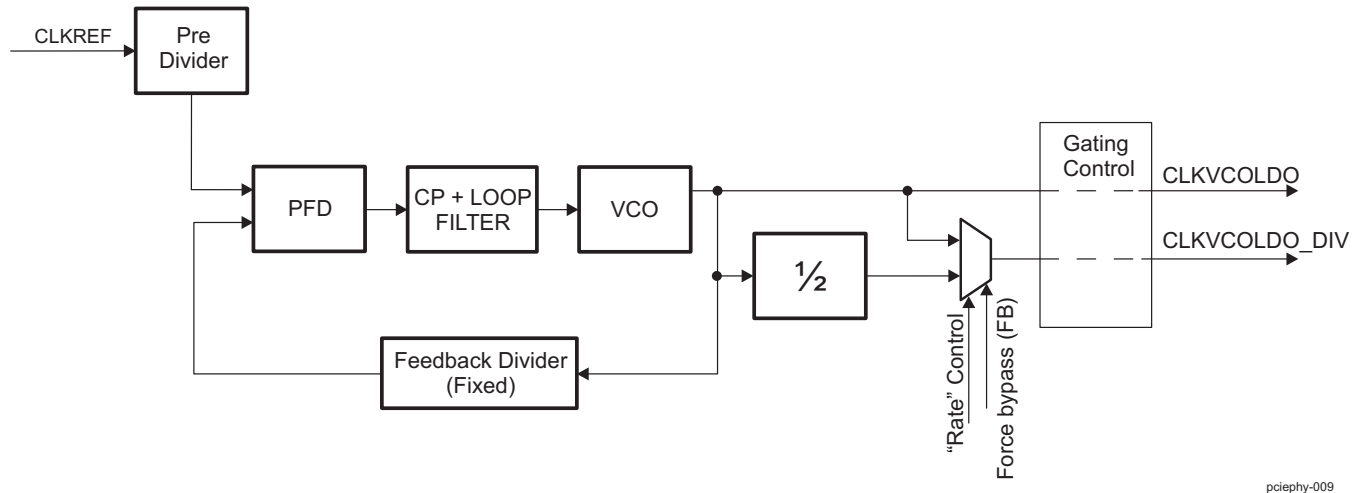 CLKREF
Pre
Divider
PFD
CP + LOOP
FILTER
VCO
Gating
Control
CLKVCOLDO
CLKVCOLDO_DIV
½
Feedback Divider
(Fixed)
“Rate” Control
Force bypass (FB)
pciephy-009